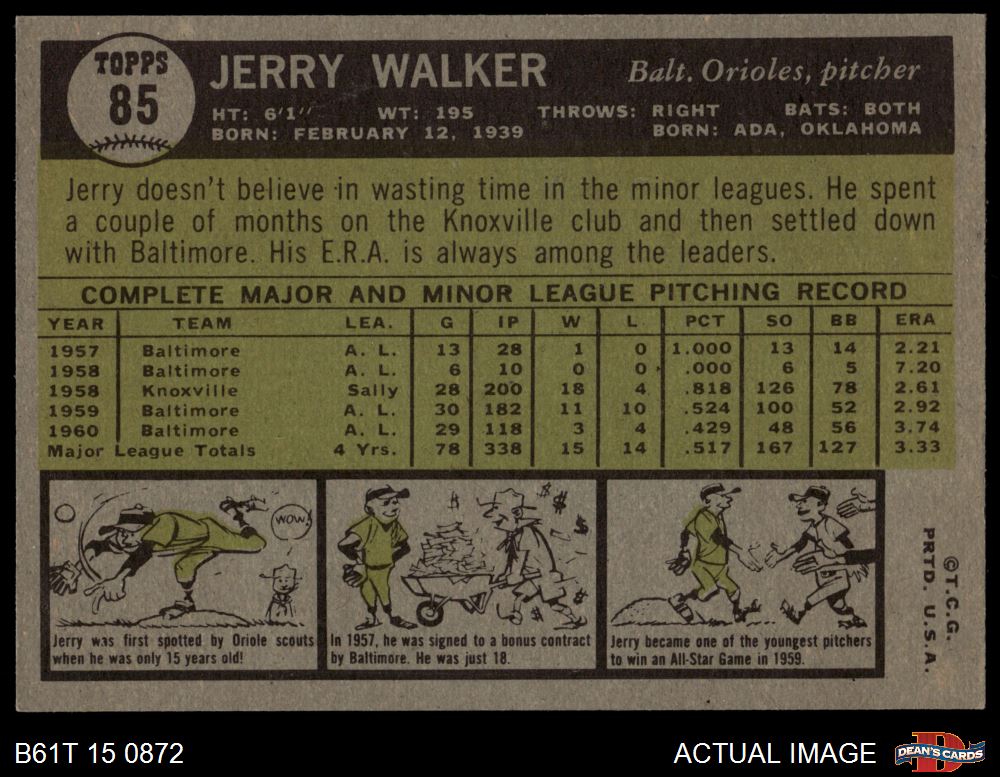 TOPPS
85
JERRY WALKER
Balt. Orioles, pitcher
HT: 6'1" WT: 195 THROWS: RIGHT BATS: BOTH
BORN: FEBRUARY 12, 1939 BORN: ADA, OKLAHOMA
Jerry doesn't believe in wasting time in the minor leagues. He spent
a couple of months on the Knoxville club and then settled down
with Baltimore. His E.R.A. is always among the leaders.
COMPLETE MAJOR AND MINOR LEAGUE PITCHING RECORD
YEAR TEAM LEA. G IP W L PCT SO BB ERA
1957 Baltimore A. L. 13 28 1 0 1.000 13 14 2.21
1958 Baltimore A. L. 6 10 0 0 .000 6 5 7.20
1958 Knoxville Sally 28 200 18 4 .818 126 78 2.61
1959 Baltimore A. L. 30 182 11 10 .524 100 52 2.92
1960 Baltimore A. L. 29 118 3 4 .429 48 56 3.74
Major League Totals 4 Yrs. 78 338 15 14 .517 167 127 3.33
WOW!
Jerry was first spotted by Oriole scouts
when he was only 15 years old!
$ $ $ $ $ $ $
In 1957, he was signed to a bonus contract
by Baltimore. He was just 18.
Jerry became one of the youngest pitchers
to win an All-Star Game in 1959.
©T.C.G.
PRTD. U.S.A.
B61T 15 0872
ACTUAL IMAGE
DEAN'S CARDS